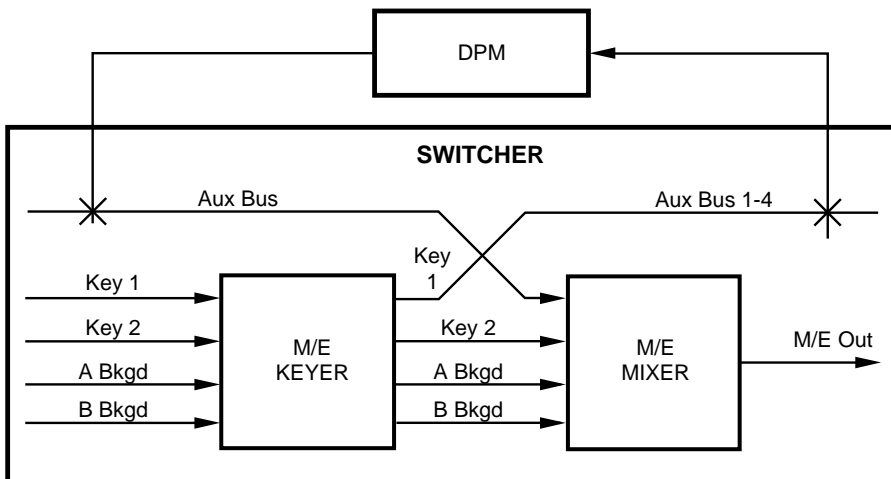 DPM
SWITCHER
Aux Bus
Aux Bus 1-4
Key
1
Key 1
Key 2
A Bkgd
B Bkgd
M/E
KEYER
Key 2
A Bkgd
B Bkgd
M/E
MIXER
M/E Out